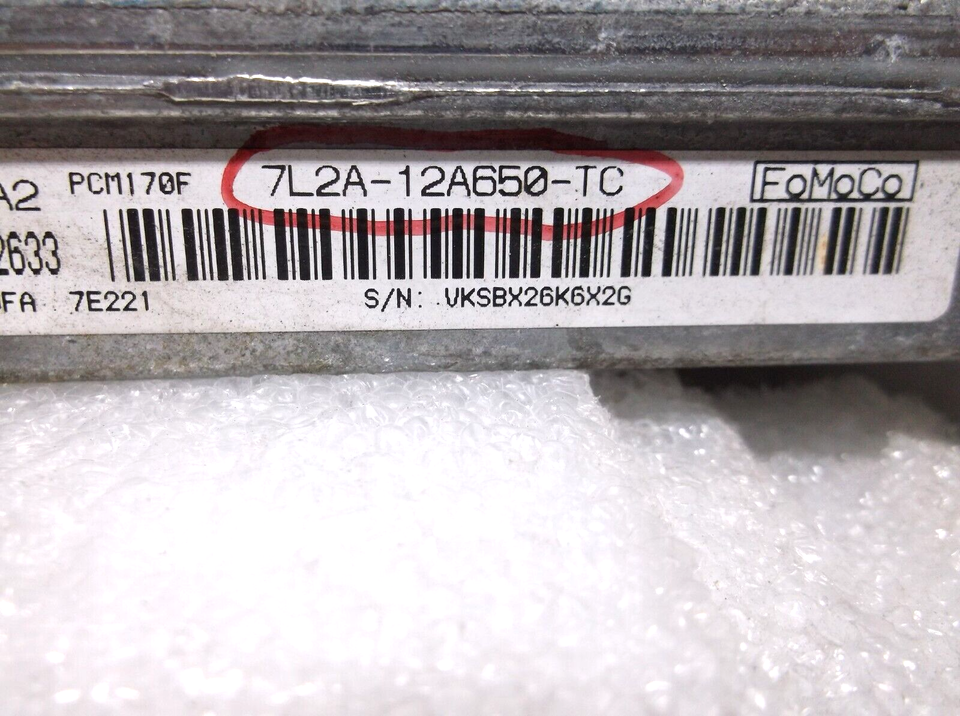 A2 PCM170F 7L2A-12A650-TC FoMoCo
2633
FA 7E221 S/N: VKSBX26K6X2G